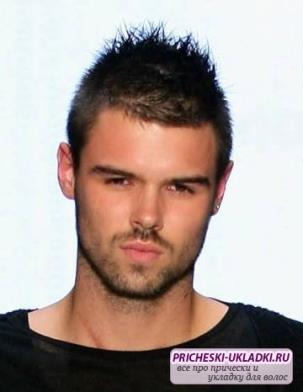 PRICHESKI-UKLADKI.RU
все про прически и
укладку для волос